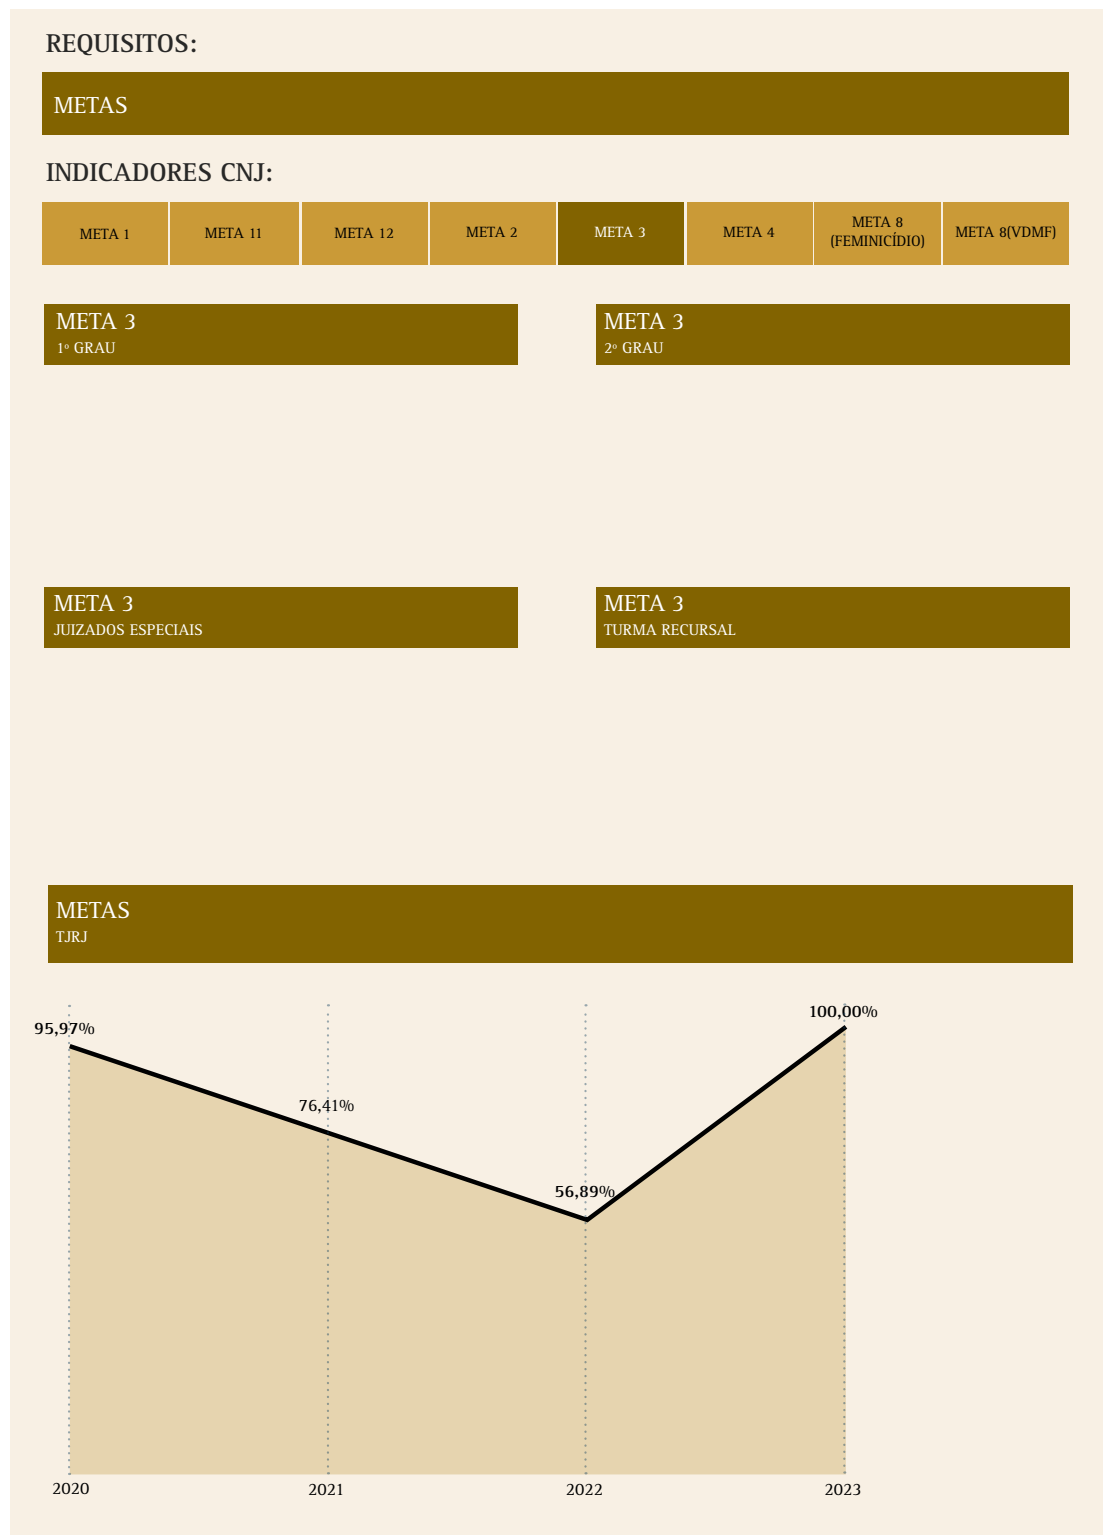 REQUISITOS:
METAS
INDICADORES CNJ:
META 1
META 11
META 12
META 2
META 3
META 4
META 8
(FEMINICÍDIO)
META 8(VDMF)
META 3
1º GRAU
META 3
2º GRAU
META 3
JUIZADOS ESPECIAIS
META 3
TURMA RECURSAL
METAS
TJRJ
95,97%
76,41%
56,89%
100,00%
2020
2021
2022
2023